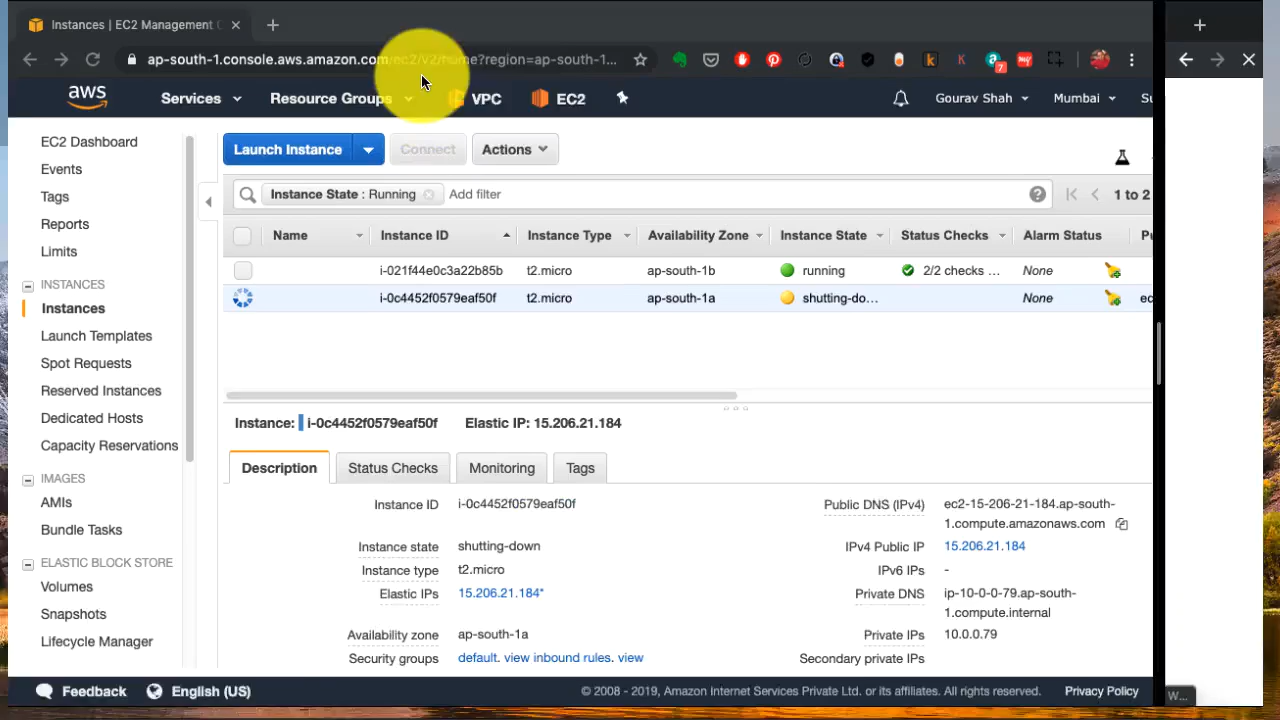 Instances | EC2 Management C
ap-south-1.console.aws.amazon.com/ec2/v2/home?region=ap-south-1...
aws
Services
Resource Groups
VPC
EC2
Gourav Shah
Mumbai
Su
EC2 Dashboard
Events
Tags
Reports
Limits
INSTANCES
Instances
Launch Templates
Spot Requests
Reserved Instances
Dedicated Hosts
Capacity Reservations
IMAGES
AMIs
Bundle Tasks
ELASTIC BLOCK STORE
Volumes
Snapshots
Lifecycle Manager
Launch Instance
Connect
Actions
Instance State : Running
Add filter
1 to 2
Name Instance ID Instance Type Availability Zone Instance State Status Checks Alarm Status Pu
i-021f44e0c3a22b85b t2.micro ap-south-1b running 2/2 checks ... None
i-0c4452f0579eaf50f t2.micro ap-south-1a shutting-do... None ec
Instance: i-0c4452f0579eaf50f Elastic IP: 15.206.21.184
Description Status Checks Monitoring Tags
Instance ID i-0c4452f0579eaf50f
Instance state shutting-down
Instance type t2.micro
Elastic IPs 15.206.21.184*
Availability zone ap-south-1a
Security groups default. view inbound rules. view
Public DNS (IPv4) ec2-15-206-21-184.ap-south-
1.compute.amazonaws.com
IPv4 Public IP 15.206.21.184
IPv6 IPs -
Private DNS ip-10-0-0-79.ap-south-
1.compute.internal
Private IPs 10.0.0.79
Secondary private IPs
Feedback
English (US)
© 2008 - 2019, Amazon Internet Services Private Ltd. or its affiliates. All rights reserved.
Privacy Policy
W...